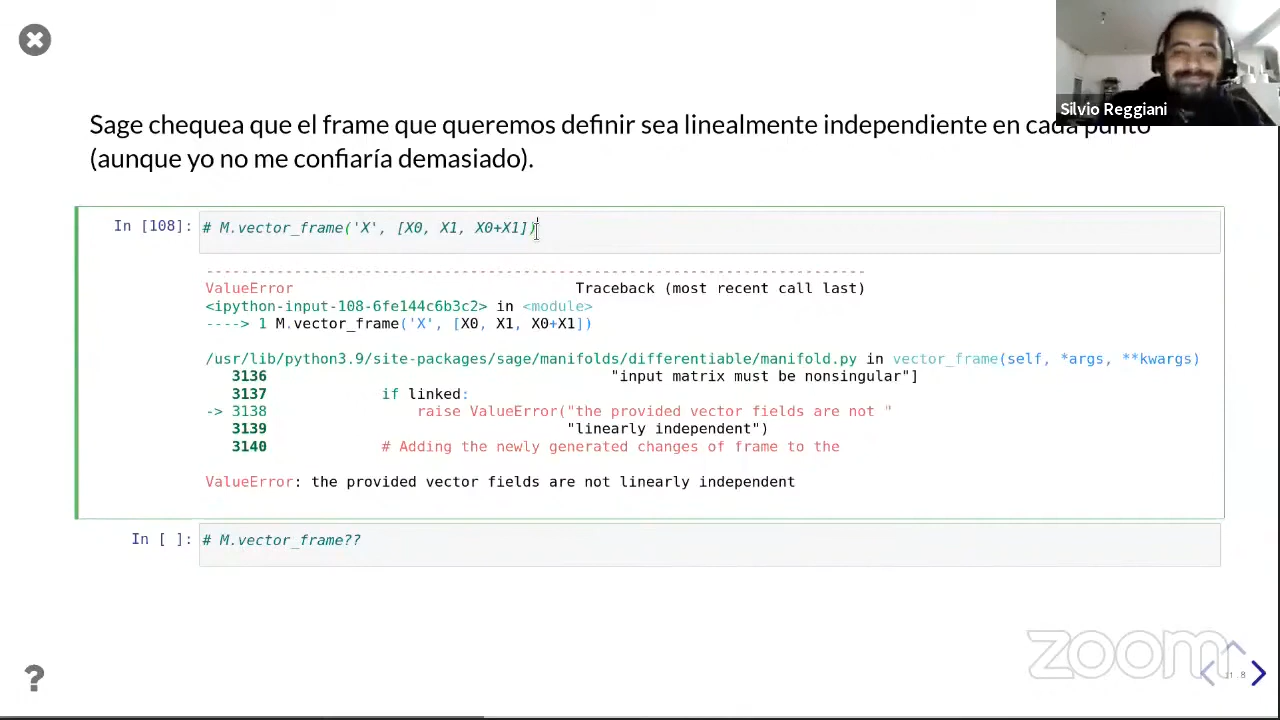 Silvio Reggiani
Sage chequea que el frame que queremos definir sea linealmente independiente en cada punto
(aunque yo no me confiaría demasiado).
In [108]: # M.vector_frame('X', [X0, X1, X0+X1])
---------------------------------------------------------------------------
ValueError                                Traceback (most recent call last)
<ipython-input-108-6fe144c6b3c2> in <module>
----> 1 M.vector_frame('X', [X0, X1, X0+X1])
/usr/lib/python3.9/site-packages/sage/manifolds/differentiable/manifold.py in vector_frame(self, *args, **kwargs)
3136 "input matrix must be nonsingular"]
3137 if linked:
-> 3138 raise ValueError("the provided vector fields are not "
3139 "linearly independent")
3140 # Adding the newly generated changes of frame to the
ValueError: the provided vector fields are not linearly independent
In [ ]: # M.vector_frame??
zoom
?